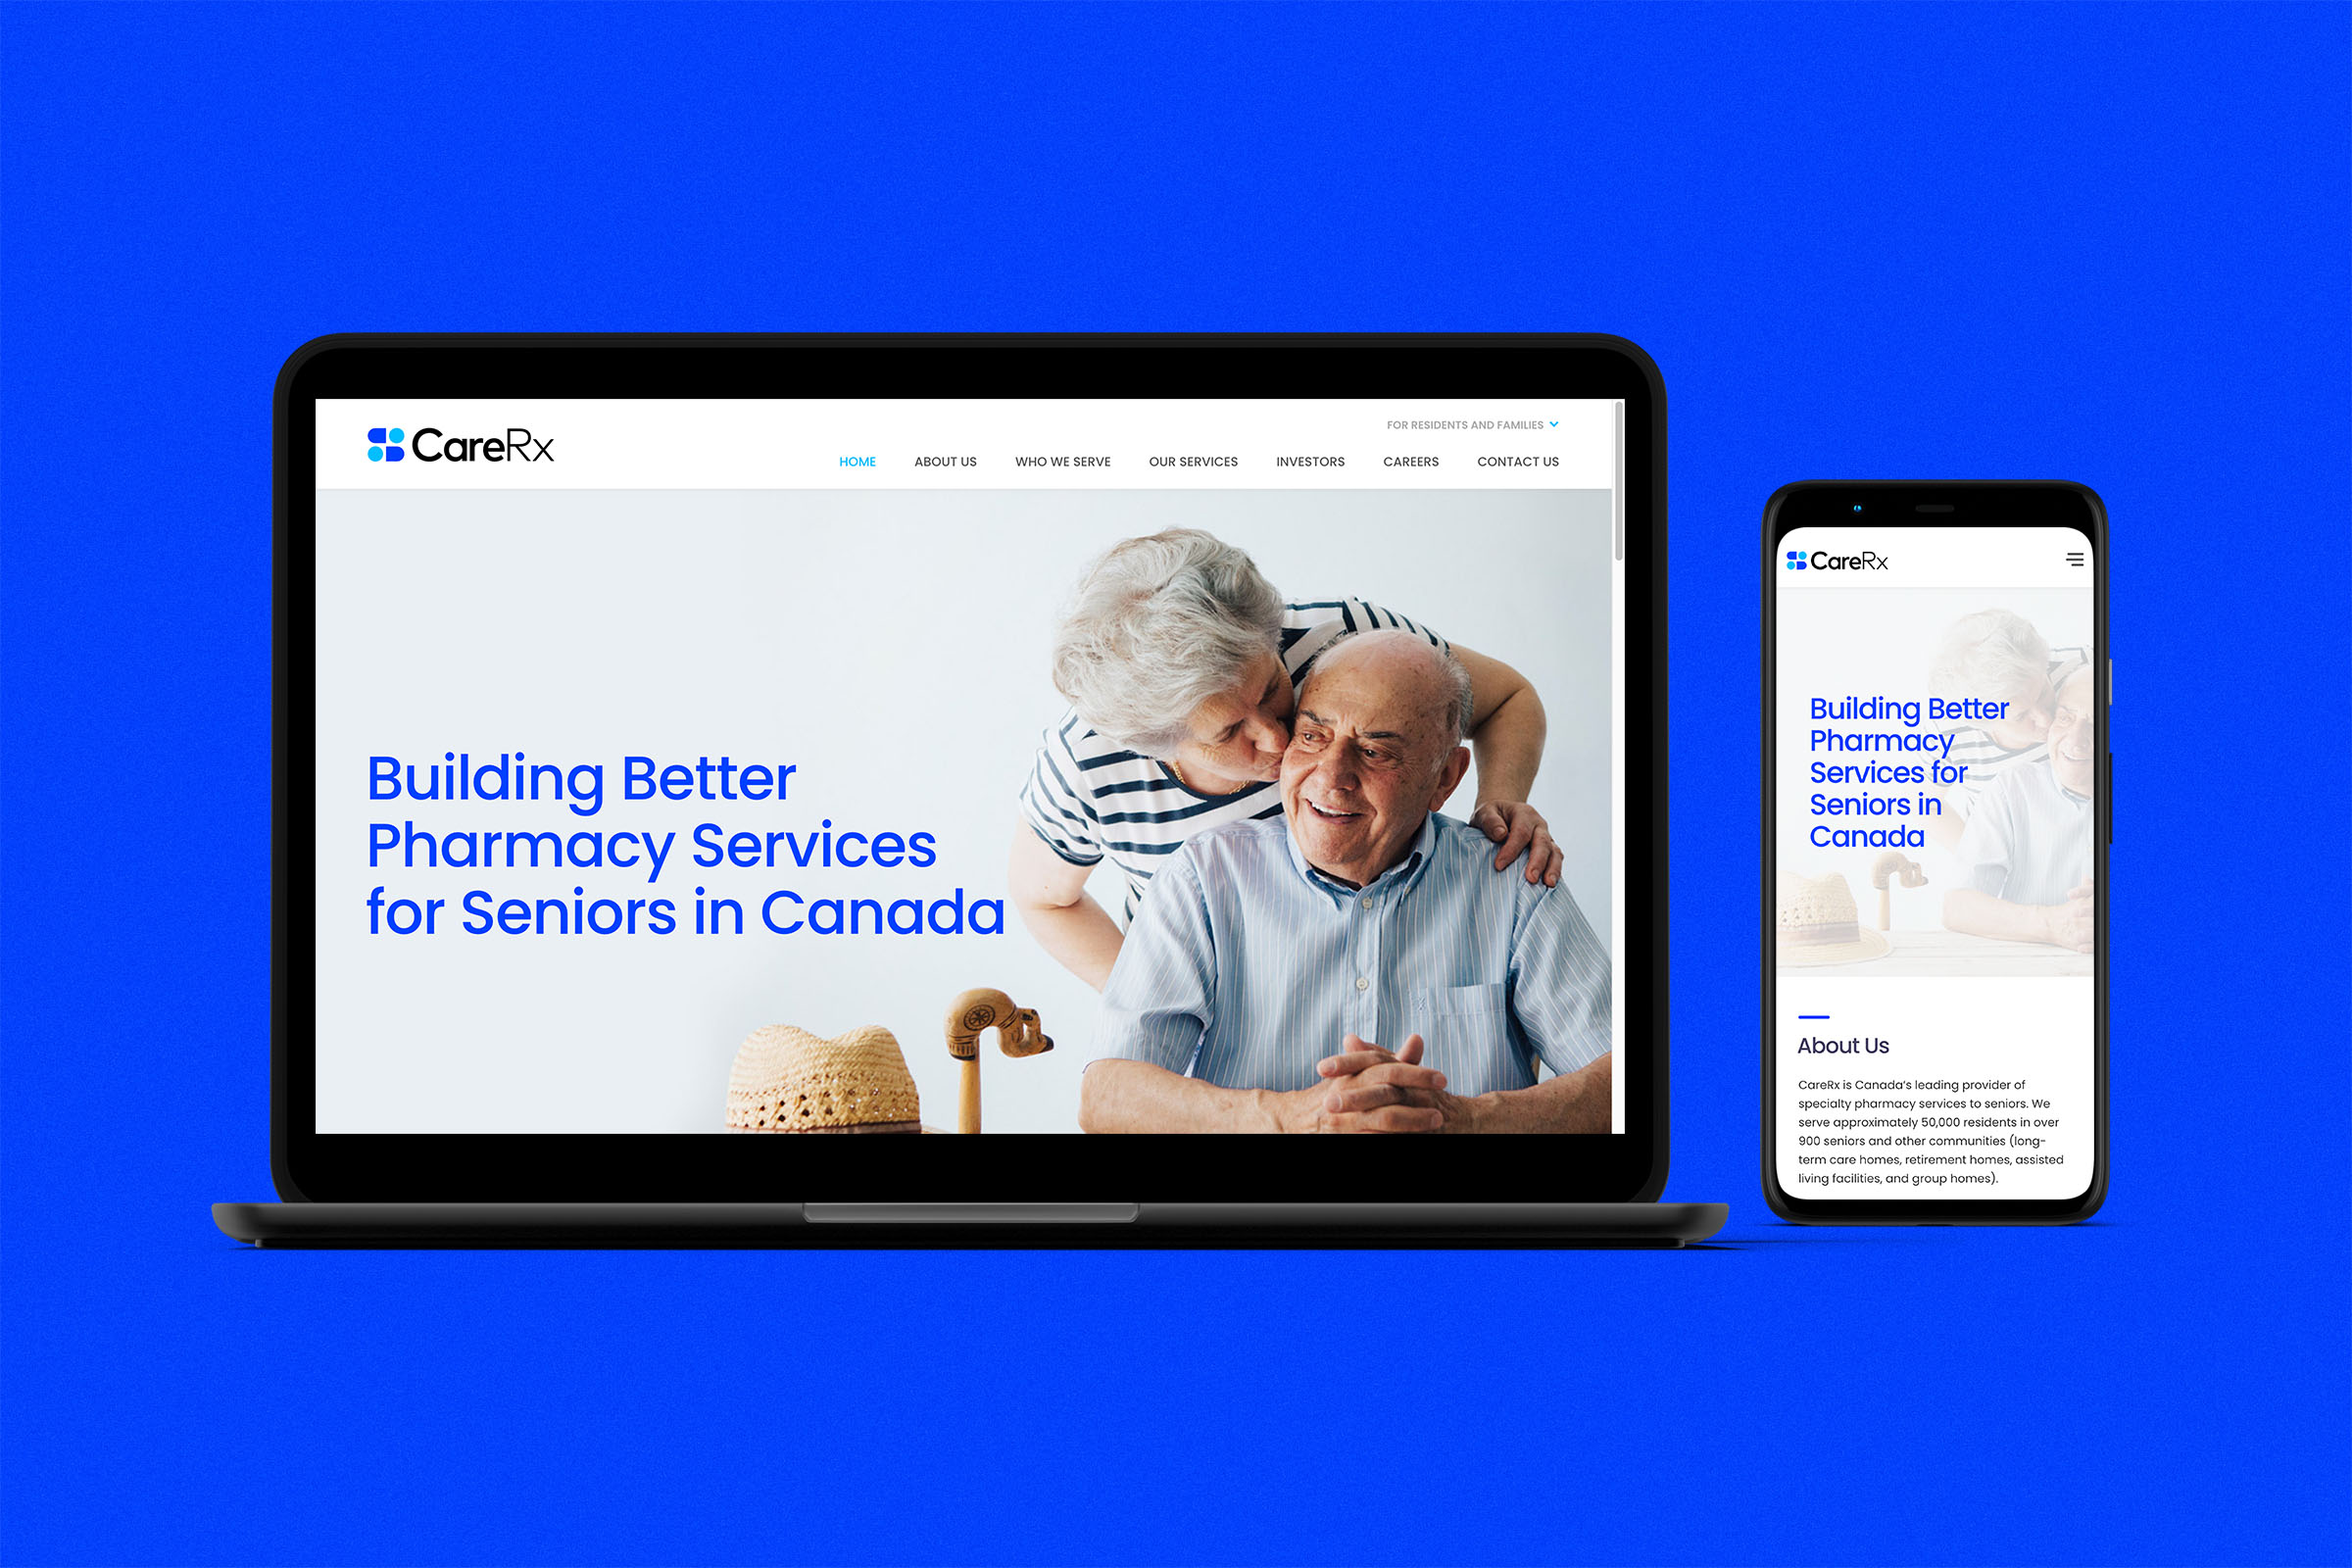 CareRx
FOR RESIDENTS AND FAMILIES
HOME ABOUT US WHO WE SERVE OUR SERVICES INVESTORS CAREERS CONTACT US
Building Better
Pharmacy Services
for Seniors in Canada
CareRx
Building Better
Pharmacy
Services for
Seniors in
Canada
About Us
CareRx is Canada's leading provider of
specialty pharmacy services to seniors. We
serve approximately 50,000 residents in over
900 seniors and other communities (long-
term care homes, retirement homes, assisted
living facilities, and group homes).